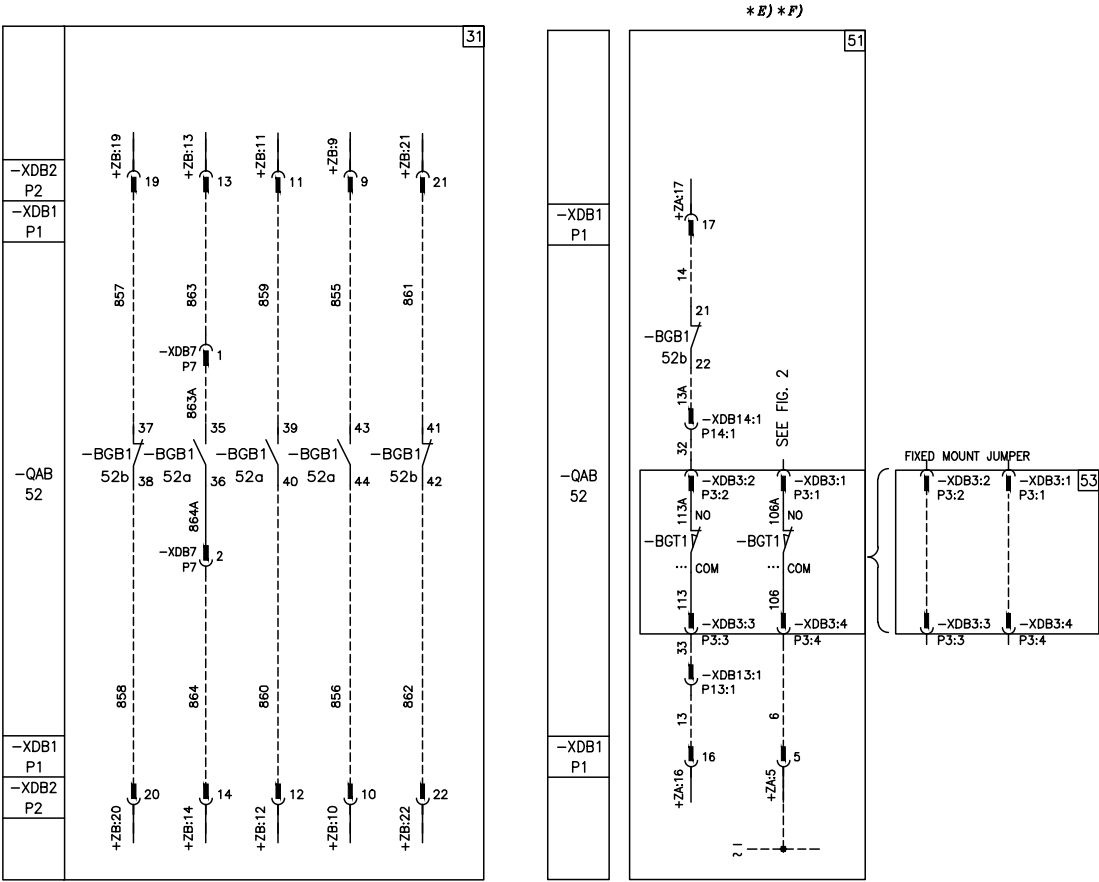 *E) *F)
31
+ZB:19
+ZB:13
+ZB:11
+ZB:9
+ZB:21
-XDB2
P2
19
13
11
9
21
-XDB1
P1
857
863
859
855
861
-XDB7
P7
1
863A
37
35
39
43
41
-BGB1
-BGB1
-BGB1
-BGB1
-BGB1
52b
38
52a
36
52a
40
52a
44
52b
42
-QAB
52
864A
-XDB7
P7
2
858
864
860
856
862
-XDB1
P1
-XDB2
P2
20
14
12
10
22
+ZB:20
+ZB:14
+ZB:12
+ZB:10
+ZB:22
51
+ZA:17
-XDB1
P1
17
14
21
-BGB1
52b
22
13A
-XDB14:1
P14:1
32
SEE FIG. 2
-QAB
52
-XDB3:2
P3:2
-XDB3:1
P3:1
113A
NO
106A
NO
-BGT1
-BGT1
... COM
... COM
113
106
-XDB3:3
P3:3
-XDB3:4
P3:4
33
-XDB13:1
P13:1
13
6
-XDB1
P1
16
5
+ZA:16
+ZA:5
FIXED MOUNT JUMPER
53
-XDB3:2
P3:2
-XDB3:1
P3:1
-XDB3:3
P3:3
-XDB3:4
P3:4